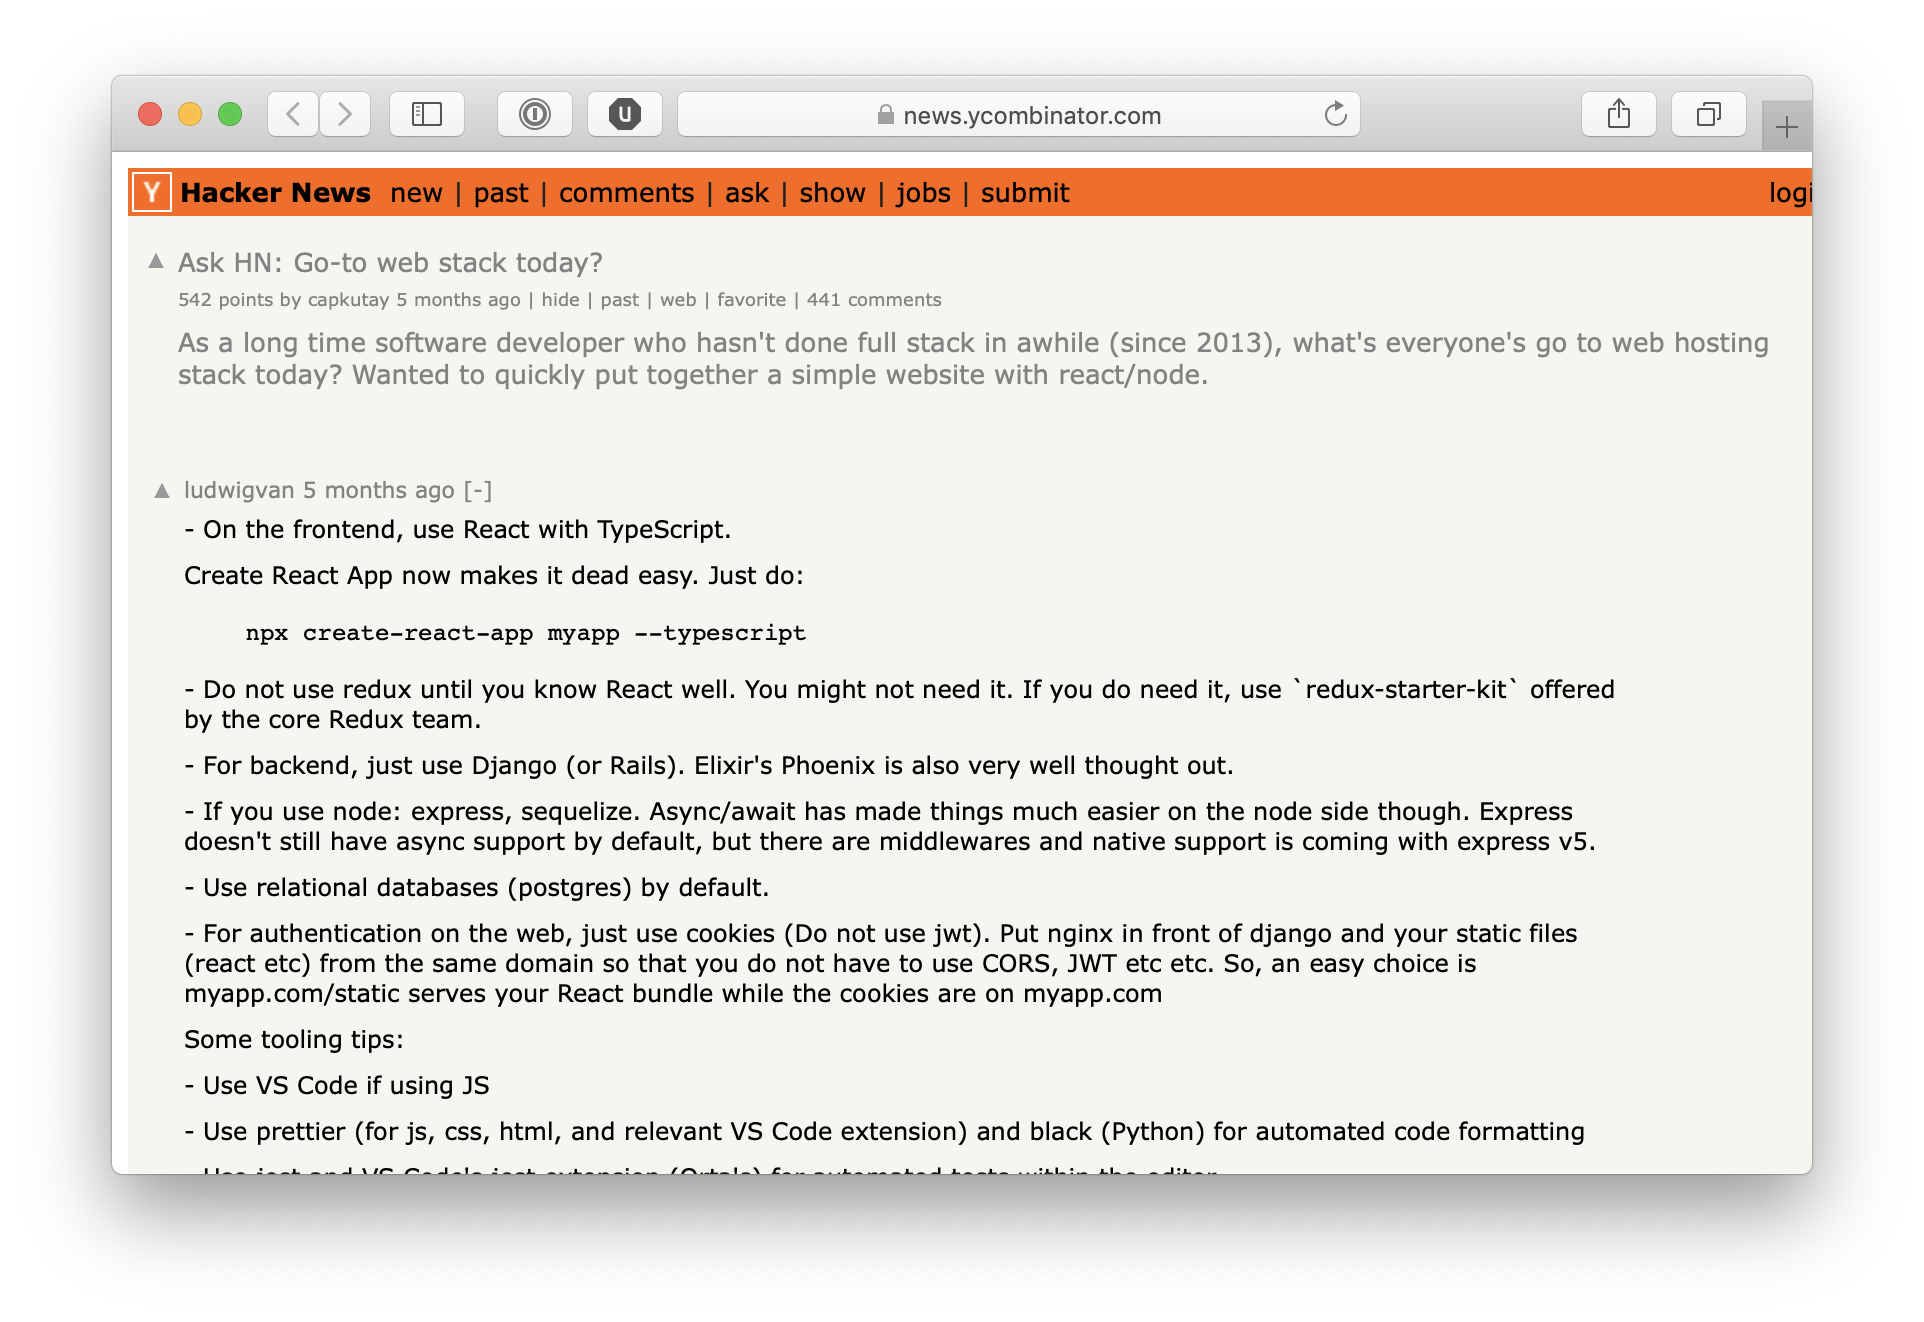 news.ycombinator.com
Y Hacker News new | past | comments | ask | show | jobs | submit logi
Ask HN: Go-to web stack today?
542 points by capkutay 5 months ago | hide | past | web | favorite | 441 comments
As a long time software developer who hasn't done full stack in awhile (since 2013), what's everyone's go to web hosting
stack today? Wanted to quickly put together a simple website with react/node.
ludwigvan 5 months ago [-]
- On the frontend, use React with TypeScript.
Create React App now makes it dead easy. Just do:
npx create-react-app myapp --typescript
- Do not use redux until you know React well. You might not need it. If you do need it, use `redux-starter-kit` offered
by the core Redux team.
- For backend, just use Django (or Rails). Elixir's Phoenix is also very well thought out.
- If you use node: express, sequelize. Async/await has made things much easier on the node side though. Express
doesn't still have async support by default, but there are middlewares and native support is coming with express v5.
- Use relational databases (postgres) by default.
- For authentication on the web, just use cookies (Do not use jwt). Put nginx in front of django and your static files
(react etc) from the same domain so that you do not have to use CORS, JWT etc etc. So, an easy choice is
myapp.com/static serves your React bundle while the cookies are on myapp.com
Some tooling tips:
- Use VS Code if using JS
- Use prettier (for js, css, html, and relevant VS Code extension) and black (Python) for automated code formatting
- Use jest and VS Code's jest extension (Orta's) for automated tests within the editor